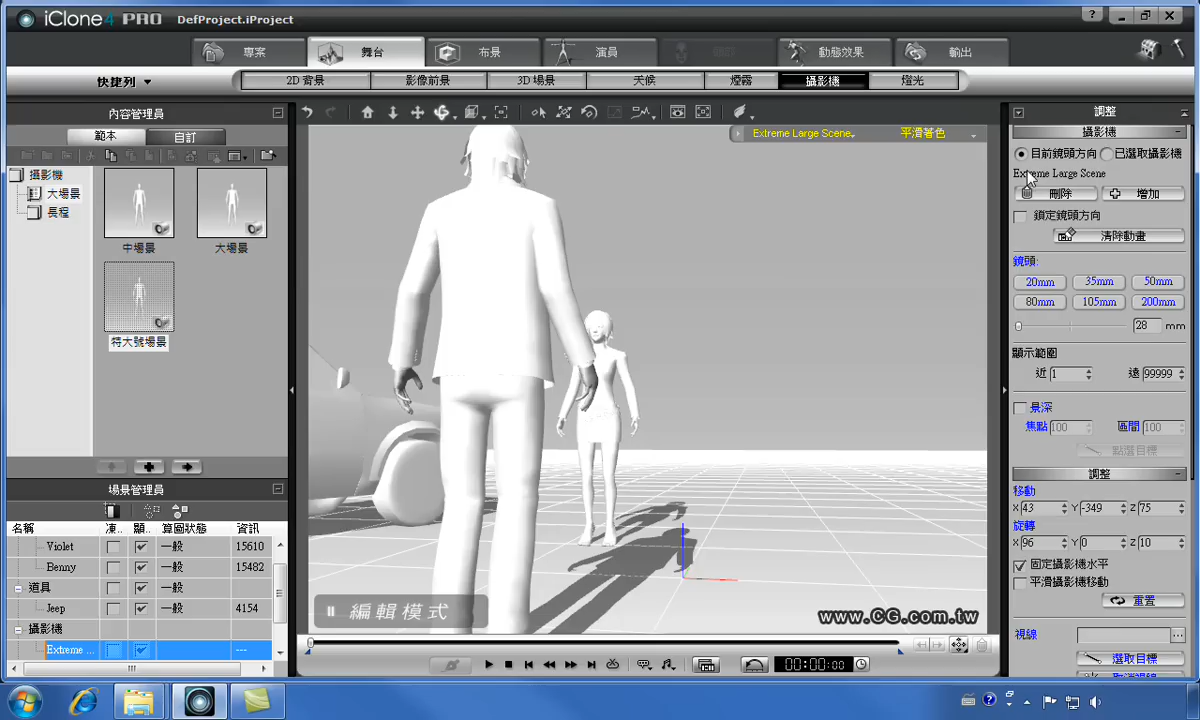 iClone4 PRO DefProject.iProject
專案 舞台 布景 演員 動態效果 輸出
快捷列 2D 背景 影像前景 3D 場景 天候 煙霧 攝影機 燈光
內容管理員
範本 自訂
攝影機
大場景
長程
中場景 大場景
特大號場景
場景管理員
名稱 凍.. 顯.. 算圖狀態 資訊
Violet 一般 15610
Benny 一般 15482
道具 一般
Jeep 一般 4154
攝影機
Extreme ... ---
Extreme Large Scene 平滑著色
編輯模式
www.CG.com.tw
00:00:00
調整
攝影機
目前鏡頭方向 已選取攝影機
Extreme Large Scene
刪除 增加
鎖定鏡頭方向
清除動畫
鏡頭:
20mm 35mm 50mm
80mm 105mm 200mm
28 mm
顯示範圍
近 1 遠 99999
景深
焦點 100 區間 100
點選目標
調整
移動
X 43 Y -349 Z 75
旋轉
X 96 Y 0 Z 10
固定攝影機水平
平滑攝影機移動
重置
視線
選取目標
取消視線